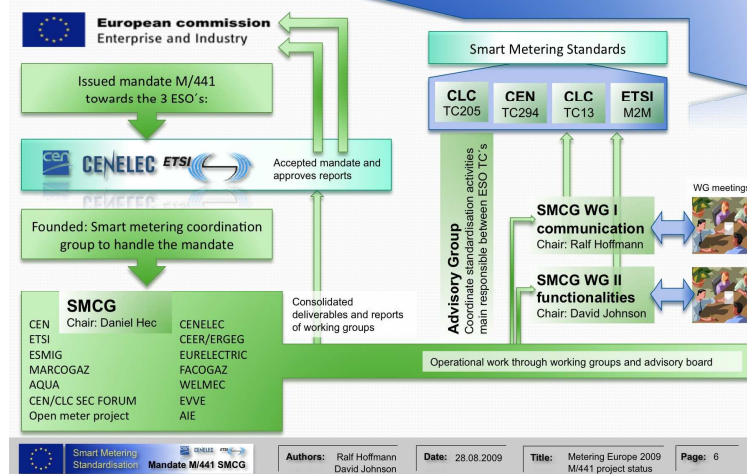 European commission
Enterprise and Industry
Issued mandate M/441
towards the 3 ESO´s:
cen CENELEC ETSI
Accepted mandate and
approves reports
Founded: Smart metering coordination
group to handle the mandate
SMCG
Chair: Daniel Hec
CEN
ETSI
ESMIG
MARCOGAZ
AQUA
CEN/CLC SEC FORUM
Open meter project
CENELEC
CEER/ERGEG
EURELECTRIC
FACOGAZ
WELMEC
EVVE
AIE
Consolidated
deliverables and reports
of working groups
Smart Metering Standards
CLC
TC205
CEN
TC294
CLC
TC13
ETSI
M2M
Advisory Group
Coordinate standardisation activities
main responsible between ESO TC´s
SMCG WG I
communication
Chair: Ralf Hoffmann
WG meetings
SMCG WG II
functionalities
Chair: David Johnson
Operational work through working groups and advisory board
Smart Metering
Standardisation
CENELEC ETSI
Mandate M/441 SMCG
Authors: Ralf Hoffmann
David Johnson
Date: 28.08.2009
Title: Metering Europe 2009
M/441 project status
Page: 6